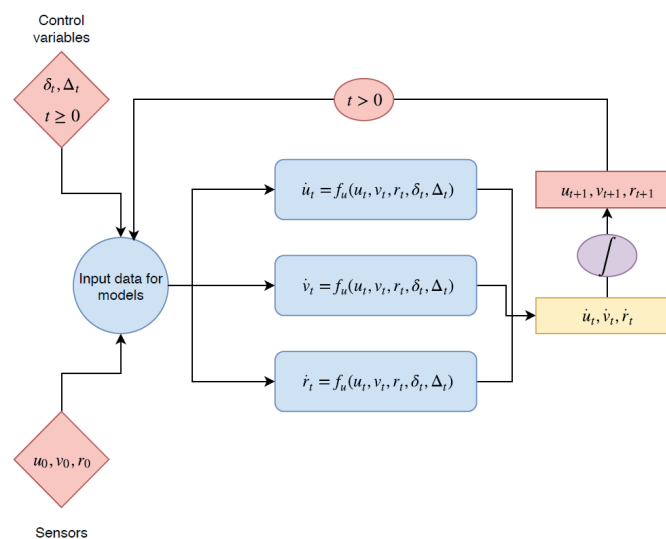 Control
variables
δₜ, Δₜ
t ≥ 0
t > 0
u̇ₜ = fᵤ(uₜ, vₜ, rₜ, δₜ, Δₜ)
uₜ₊₁, vₜ₊₁, rₜ₊₁
∫
Input data for
models
v̇ₜ = fᵤ(uₜ, vₜ, rₜ, δₜ, Δₜ)
u̇ₜ, v̇ₜ, ṙₜ
ṙₜ = fᵤ(uₜ, vₜ, rₜ, δₜ, Δₜ)
u₀, v₀, r₀
Sensors